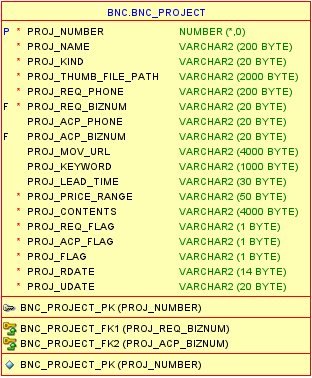 BNC.BNC_PROJECT
P * PROJ_NUMBER NUMBER (*,0)
* PROJ_NAME VARCHAR2 (200 BYTE)
* PROJ_KIND VARCHAR2 (20 BYTE)
* PROJ_THUMB_FILE_PATH VARCHAR2 (2000 BYTE)
* PROJ_REQ_PHONE VARCHAR2 (200 BYTE)
F * PROJ_REQ_BIZNUM VARCHAR2 (20 BYTE)
PROJ_ACP_PHONE VARCHAR2 (20 BYTE)
F PROJ_ACP_BIZNUM VARCHAR2 (20 BYTE)
PROJ_MOV_URL VARCHAR2 (4000 BYTE)
PROJ_KEYWORD VARCHAR2 (1000 BYTE)
PROJ_LEAD_TIME VARCHAR2 (30 BYTE)
* PROJ_PRICE_RANGE VARCHAR2 (50 BYTE)
* PROJ_CONTENTS VARCHAR2 (4000 BYTE)
* PROJ_REQ_FLAG VARCHAR2 (1 BYTE)
* PROJ_ACP_FLAG VARCHAR2 (1 BYTE)
* PROJ_FLAG VARCHAR2 (1 BYTE)
* PROJ_RDATE VARCHAR2 (14 BYTE)
* PROJ_UDATE VARCHAR2 (20 BYTE)
BNC_PROJECT_PK (PROJ_NUMBER)
BNC_PROJECT_FK1 (PROJ_REQ_BIZNUM)
BNC_PROJECT_FK2 (PROJ_ACP_BIZNUM)
BNC_PROJECT_PK (PROJ_NUMBER)